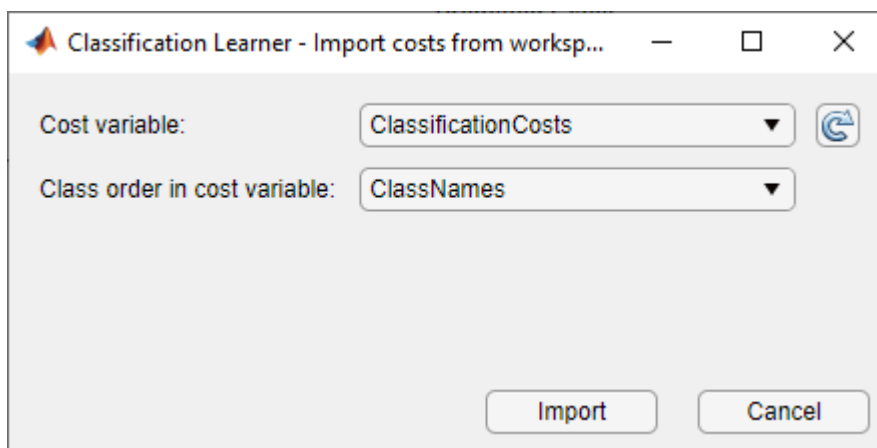 Classification Learner - Import costs from worksp...
Cost variable:
ClassificationCosts
Class order in cost variable:
ClassNames
Import
Cancel